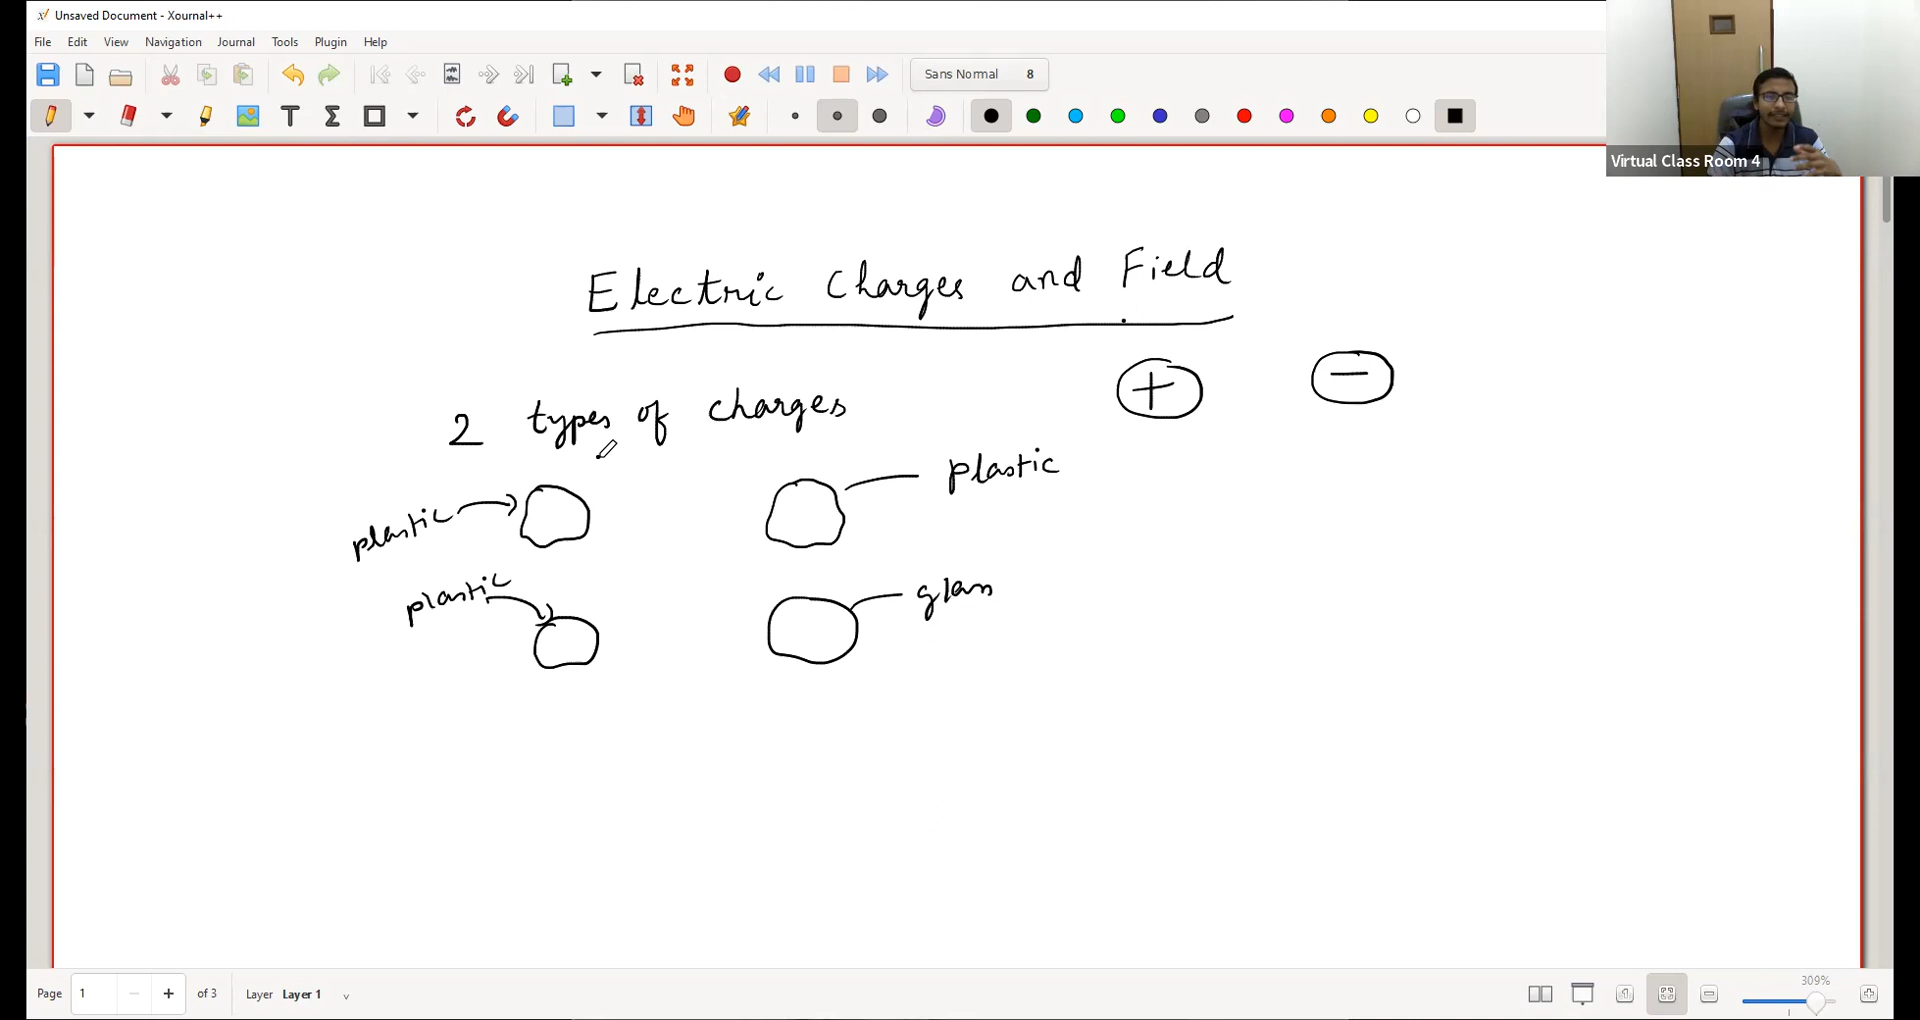 Unsaved Document - Xournal++
File Edit View Navigation Journal Tools Plugin Help
Sans Normal 8
Virtual Class Room 4
Electric Charges and Field
+ −
2 types of charges
plastic plastic
plastic glass
Page 1 of 3 Layer Layer 1 309%